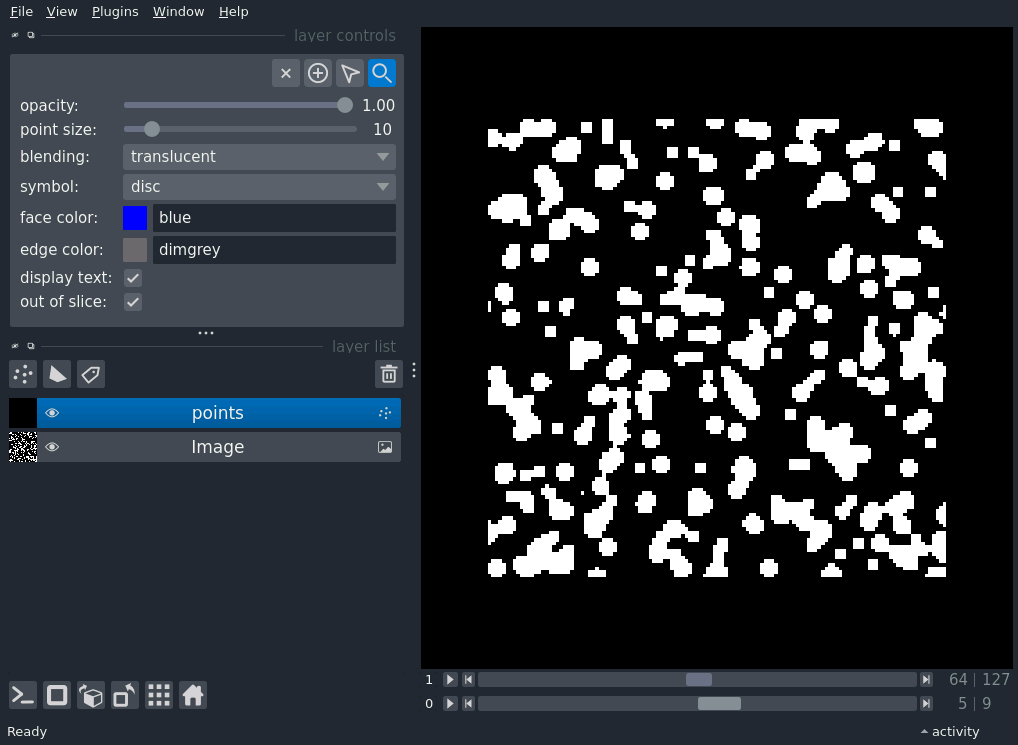 File View Plugins Window Help
layer controls
opacity: 1.00
point size: 10
blending: translucent
symbol: disc
face color: blue
edge color: dimgrey
display text:
out of slice:
layer list
points
Image
1 64 | 127
0 5 | 9
Ready activity